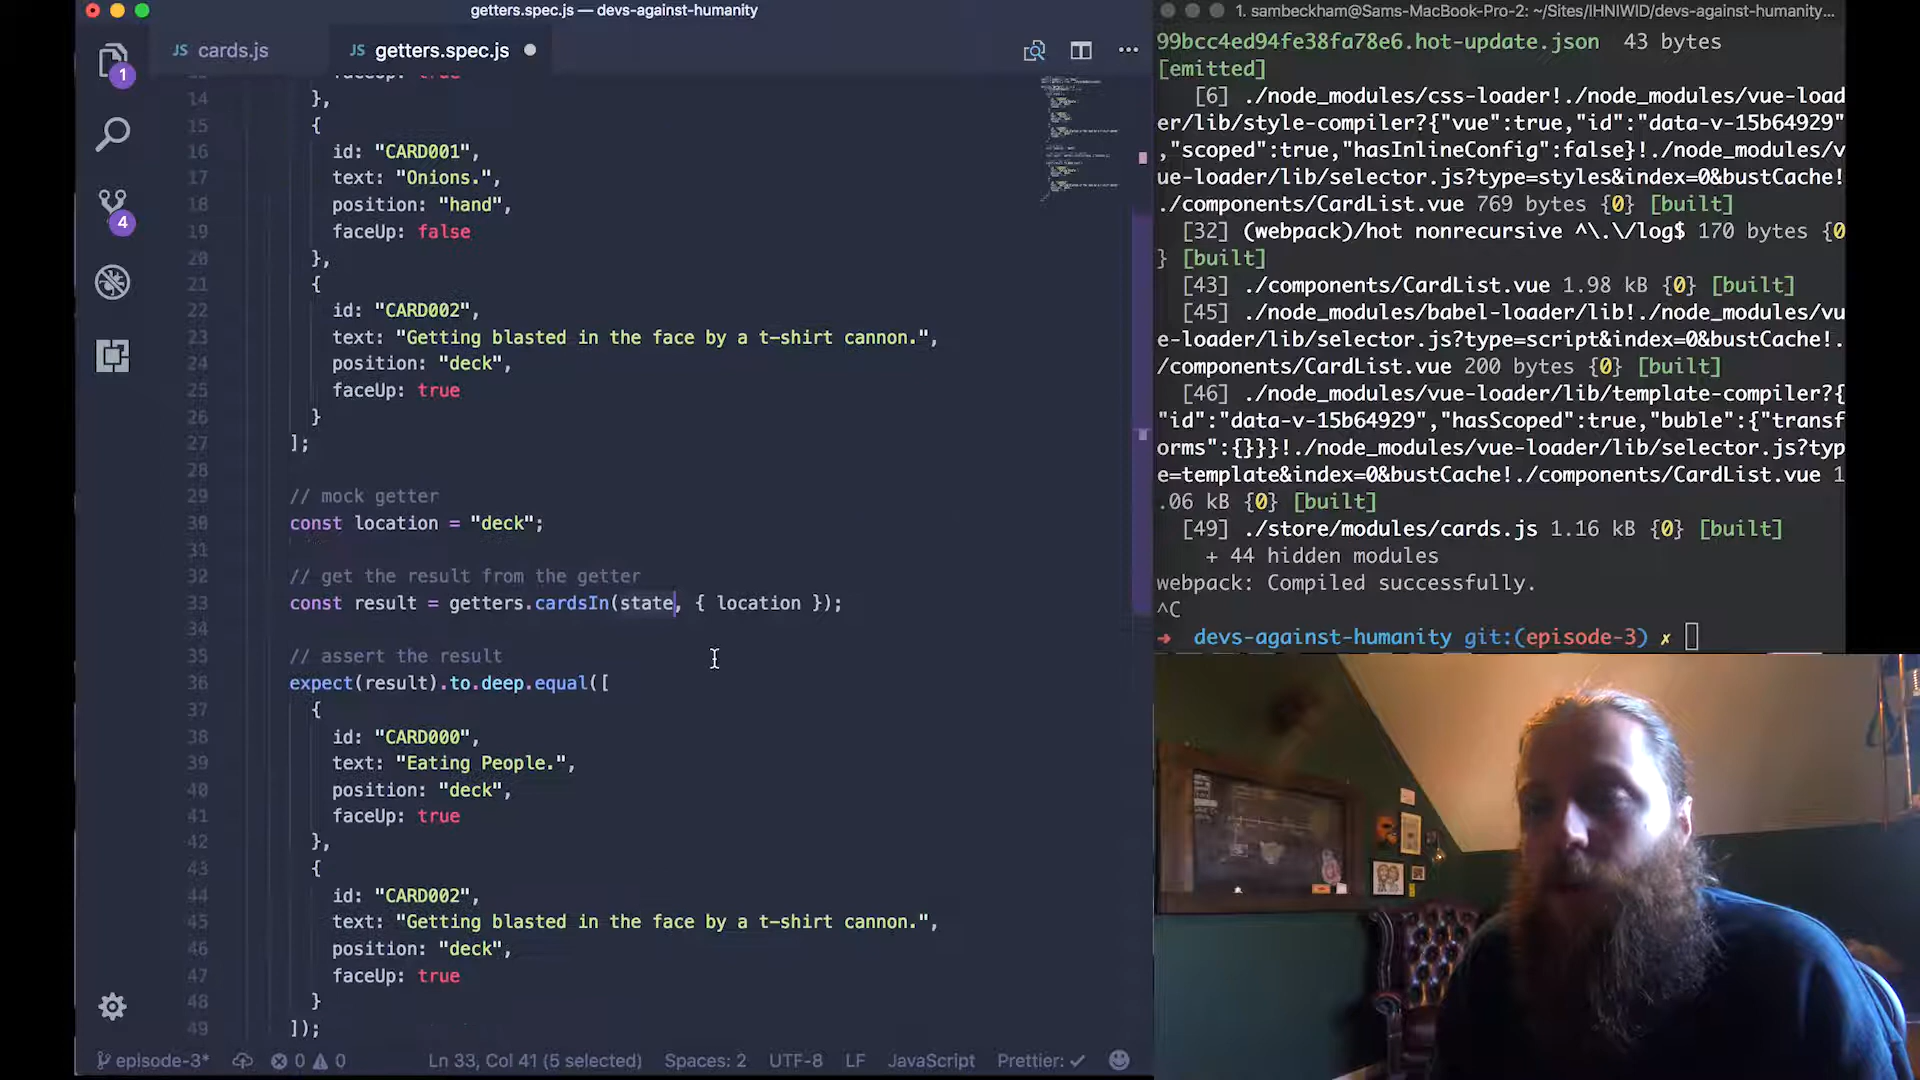 getters.spec.js — devs-against-humanity
JS cards.js
JS getters.spec.js
1
4
faceUp: true
14 },
15 {
16 id: "CARD001",
17 text: "Onions.",
18 position: "hand",
19 faceUp: false
20 },
21 {
22 id: "CARD002",
23 text: "Getting blasted in the face by a t-shirt cannon.",
24 position: "deck",
25 faceUp: true
26 }
27 ];
28
29 // mock getter
30 const location = "deck";
31
32 // get the result from the getter
33 const result = getters.cardsIn(state, { location });
34
35 // assert the result
36 expect(result).to.deep.equal([
37 {
38 id: "CARD000",
39 text: "Eating People.",
40 position: "deck",
41 faceUp: true
42 },
43 {
44 id: "CARD002",
45 text: "Getting blasted in the face by a t-shirt cannon.",
46 position: "deck",
47 faceUp: true
48 }
49 ]);
episode-3* 0 0 Ln 33, Col 41 (5 selected) Spaces: 2 UTF-8 LF JavaScript Prettier: ✓
1. sambeckham@Sams-MacBook-Pro-2: ~/Sites/IHNIWID/devs-against-humanity...
99bcc4ed94fe38fa78e6.hot-update.json 43 bytes
[emitted]
[6] ./node_modules/css-loader!./node_modules/vue-load
er/lib/style-compiler?{"vue":true,"id":"data-v-15b64929"
,"scoped":true,"hasInlineConfig":false}!./node_modules/v
ue-loader/lib/selector.js?type=styles&index=0&bustCache!
./components/CardList.vue 769 bytes {0} [built]
[32] (webpack)/hot nonrecursive ^\.\/log$ 170 bytes {0
} [built]
[43] ./components/CardList.vue 1.98 kB {0} [built]
[45] ./node_modules/babel-loader/lib!./node_modules/vu
e-loader/lib/selector.js?type=script&index=0&bustCache!.
/components/CardList.vue 200 bytes {0} [built]
[46] ./node_modules/vue-loader/lib/template-compiler?{
"id":"data-v-15b64929","hasScoped":true,"buble":{"transf
orms":{}}}!./node_modules/vue-loader/lib/selector.js?typ
e=template&index=0&bustCache!./components/CardList.vue 1
.06 kB {0} [built]
[49] ./store/modules/cards.js 1.16 kB {0} [built]
+ 44 hidden modules
webpack: Compiled successfully.
^C
→ devs-against-humanity git:(episode-3) ✗